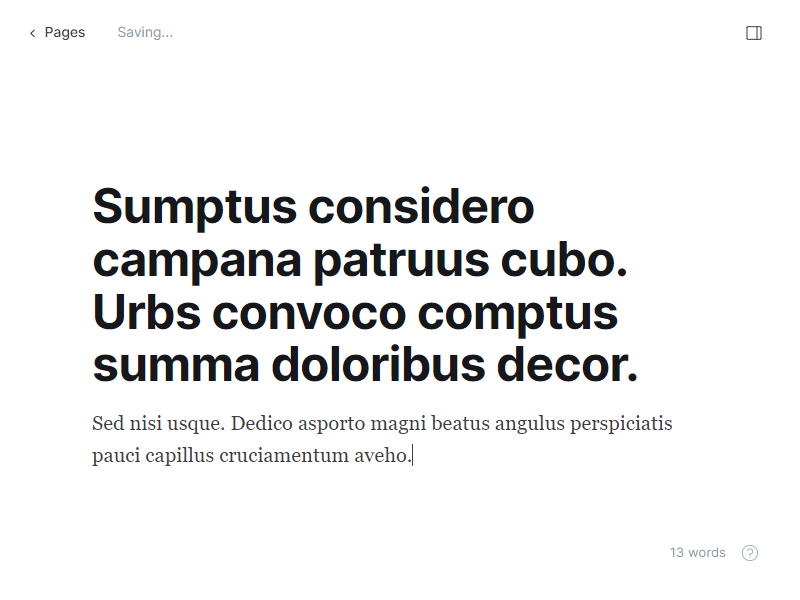 Pages
Saving...
Sumptus considero
campana patruus cubo.
Urbs convoco comptus
summa doloribus decor.
Sed nisi usque. Dedico asporto magni beatus angulus perspiciatis
pauci capillus cruciamentum aveho.
13 words
?